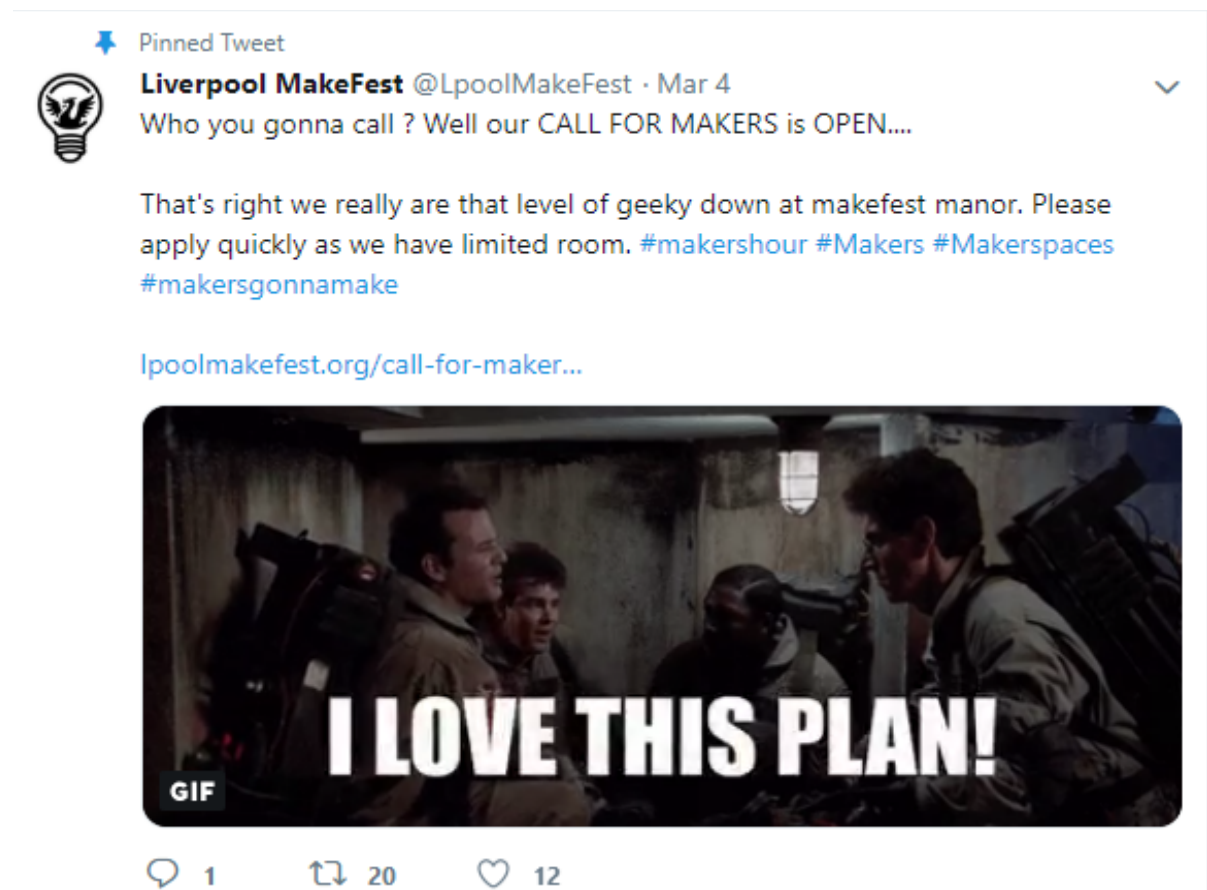 Pinned Tweet
Liverpool MakeFest @LpoolMakeFest · Mar 4
Who you gonna call ? Well our CALL FOR MAKERS is OPEN....
That's right we really are that level of geeky down at makefest manor. Please
apply quickly as we have limited room. #makershour #Makers #Makerspaces
#makersgonnamake
lpoolmakefest.org/call-for-maker...
I LOVE THIS PLAN!
GIF
1 20 12